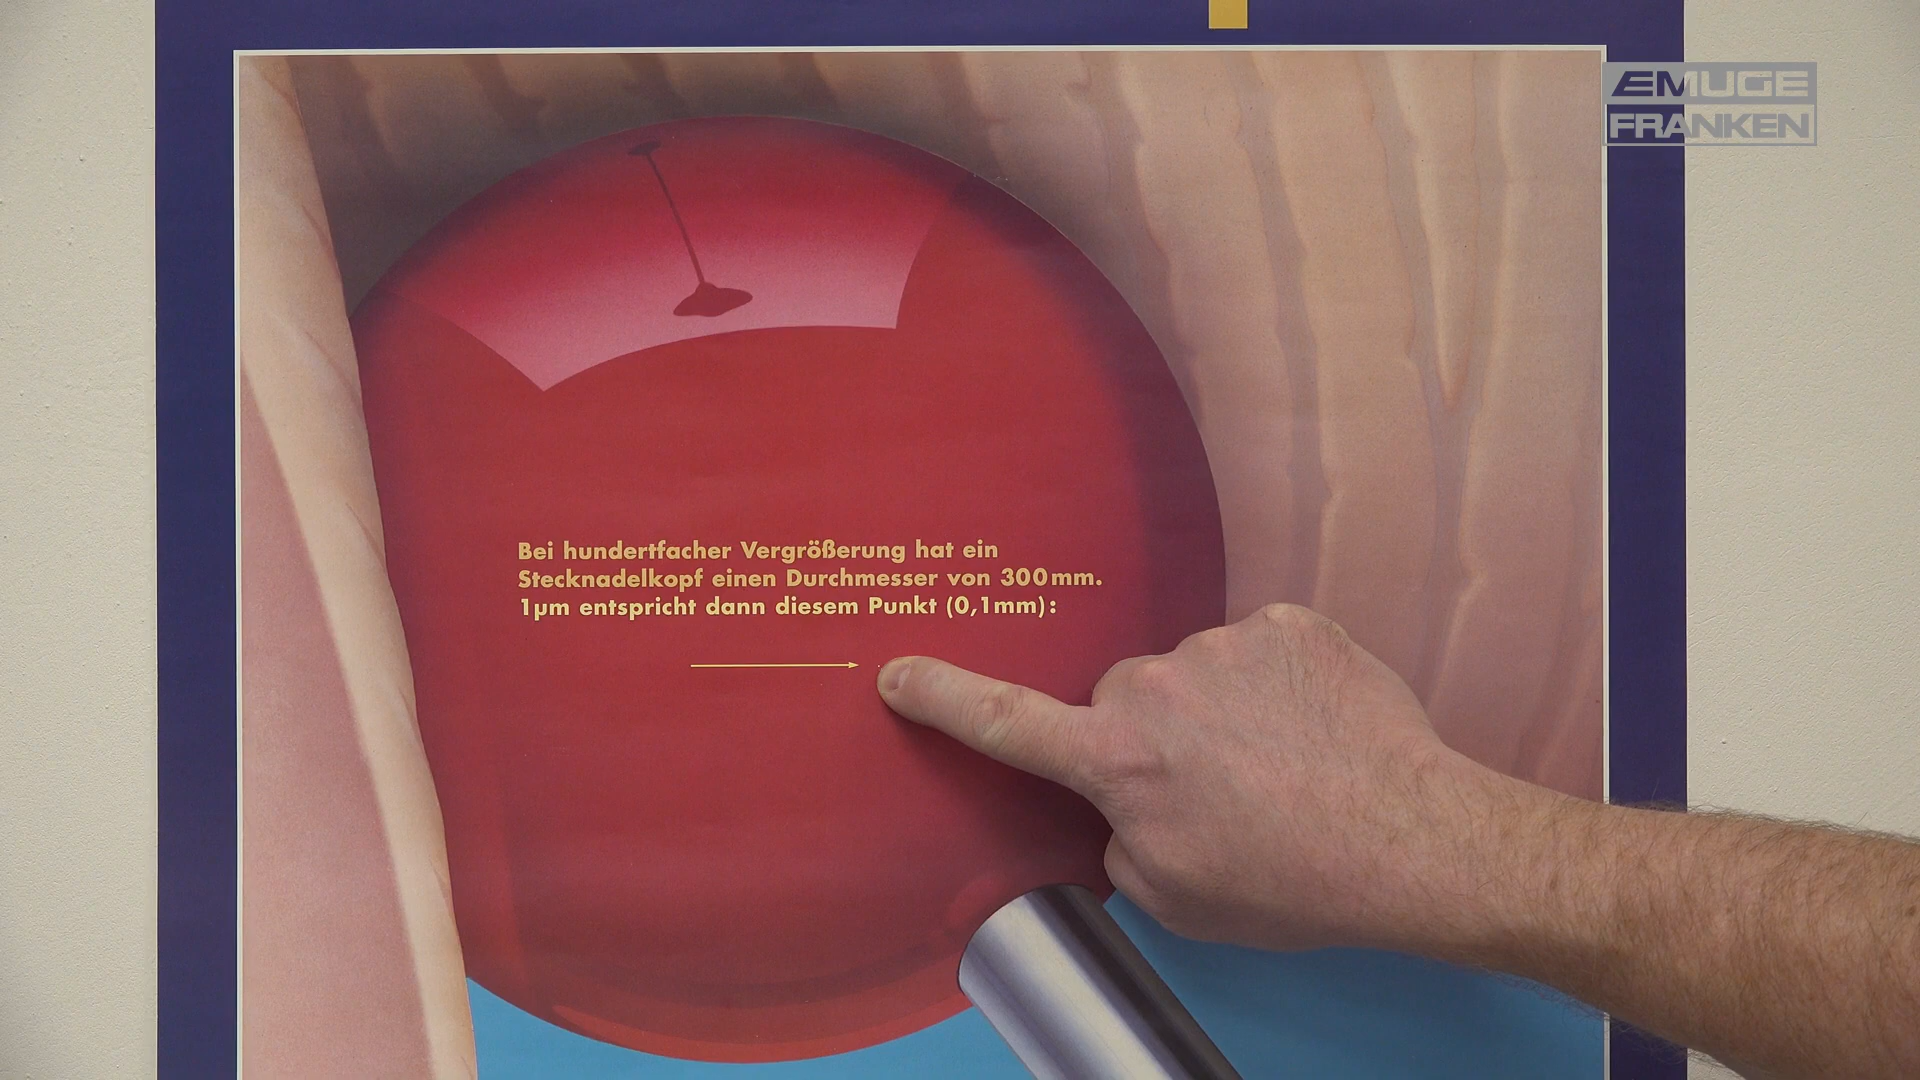 EMUGE
FRANKEN
Bei hundertfacher Vergrößerung hat ein
Stecknadelkopf einen Durchmesser von 300mm.
1µm entspricht dann diesem Punkt (0,1mm):